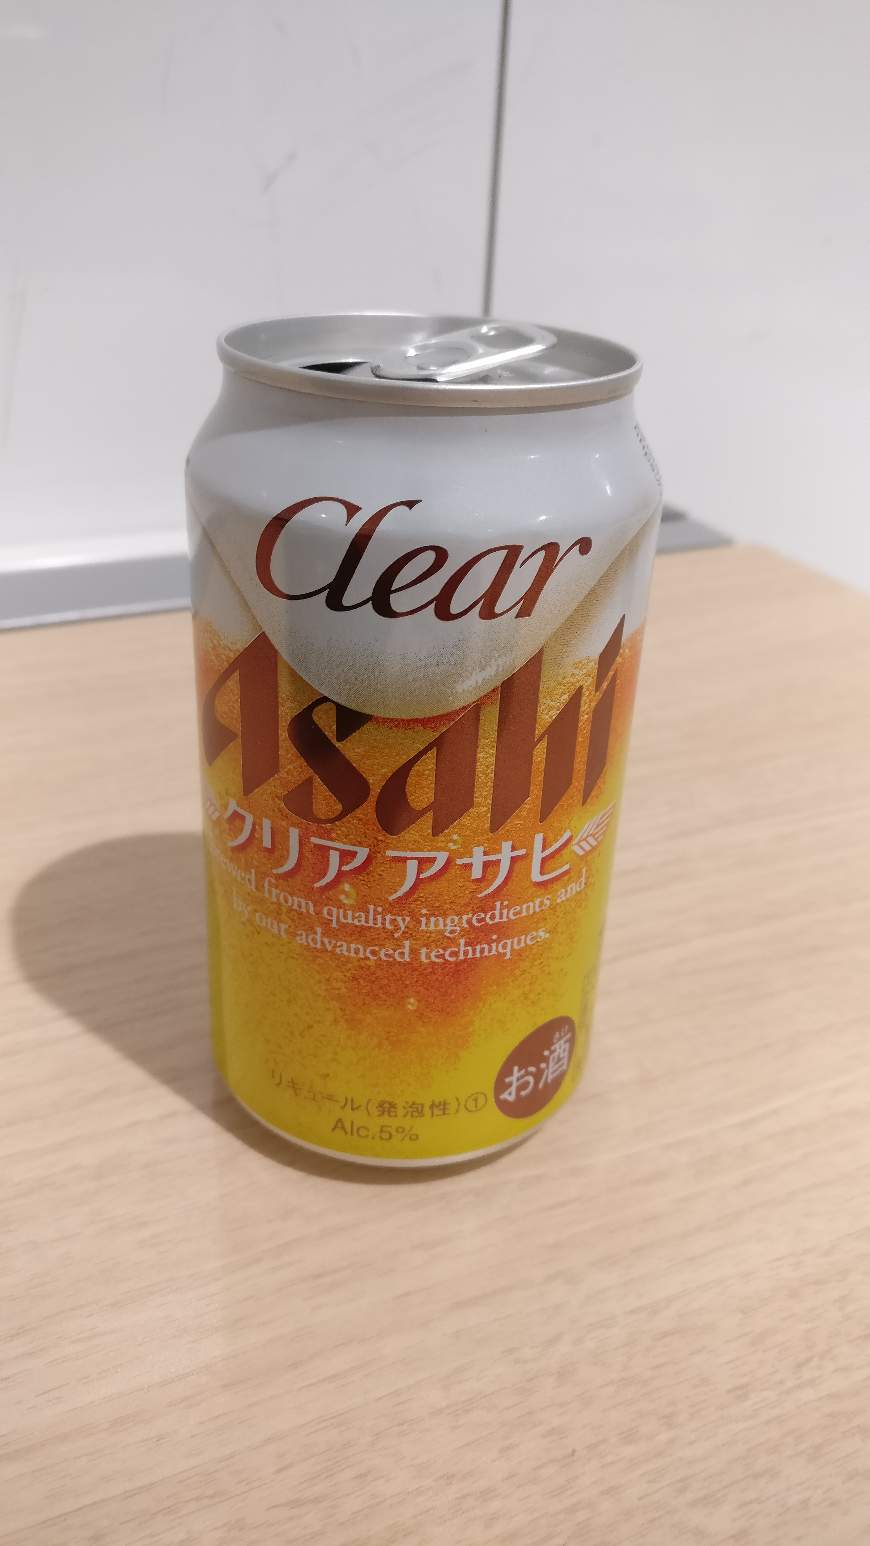 Clear
Asahi
クリア アサヒ
from quality ingredients and
by our advanced techniques.
お酒
リキュール(発泡性)①
Alc.5%